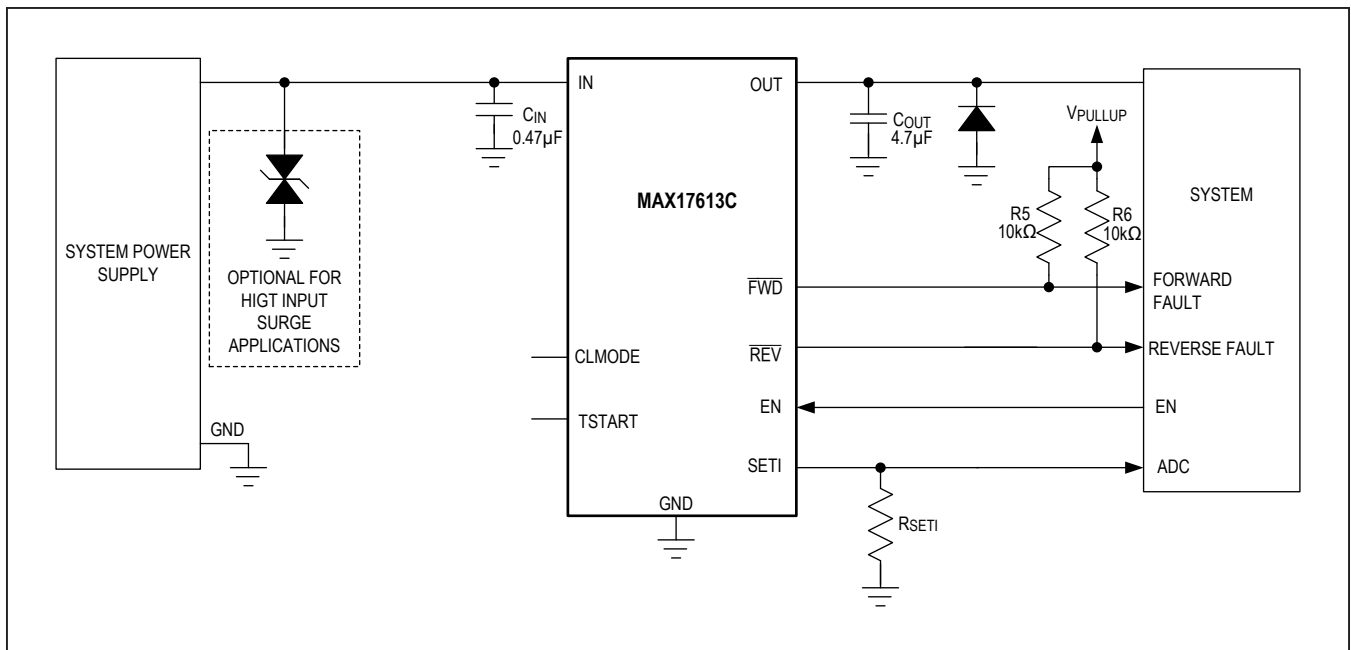 SYSTEM POWER
SUPPLY
GND
OPTIONAL FOR
HIGT INPUT
SURGE
APPLICATIONS
CIN
0.47µF
IN
OUT
MAX17613C
FWD
REV
CLMODE
TSTART
EN
SETI
GND
COUT
4.7µF
VPULLUP
R5
10kΩ
R6
10kΩ
RSETI
SYSTEM
FORWARD
FAULT
REVERSE FAULT
EN
ADC